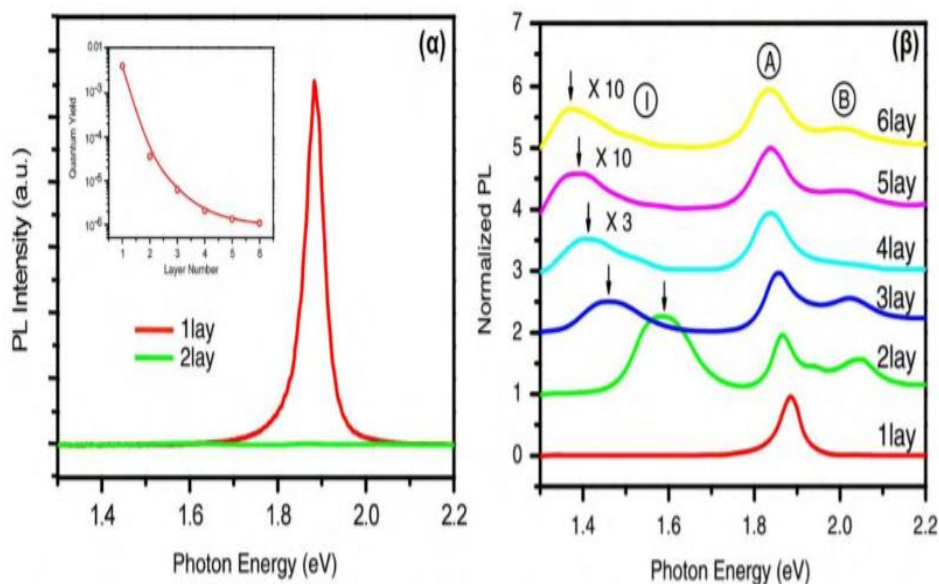 (α)
0.01
10⁻³
10⁻⁴
10⁻⁵
10⁻⁶
Quantum Yield
1 2 3 4 5 6
Layer Number
1lay
2lay
PL Intensity (a.u.)
1.4 1.6 1.8 2.0 2.2
Photon Energy (eV)
(β)
7
6
5
4
3
2
1
0
Normalized PL
X 10
I
A
B
6lay
X 10
5lay
X 3
4lay
3lay
2lay
1lay
1.4 1.6 1.8 2.0 2.2
Photon Energy (eV)